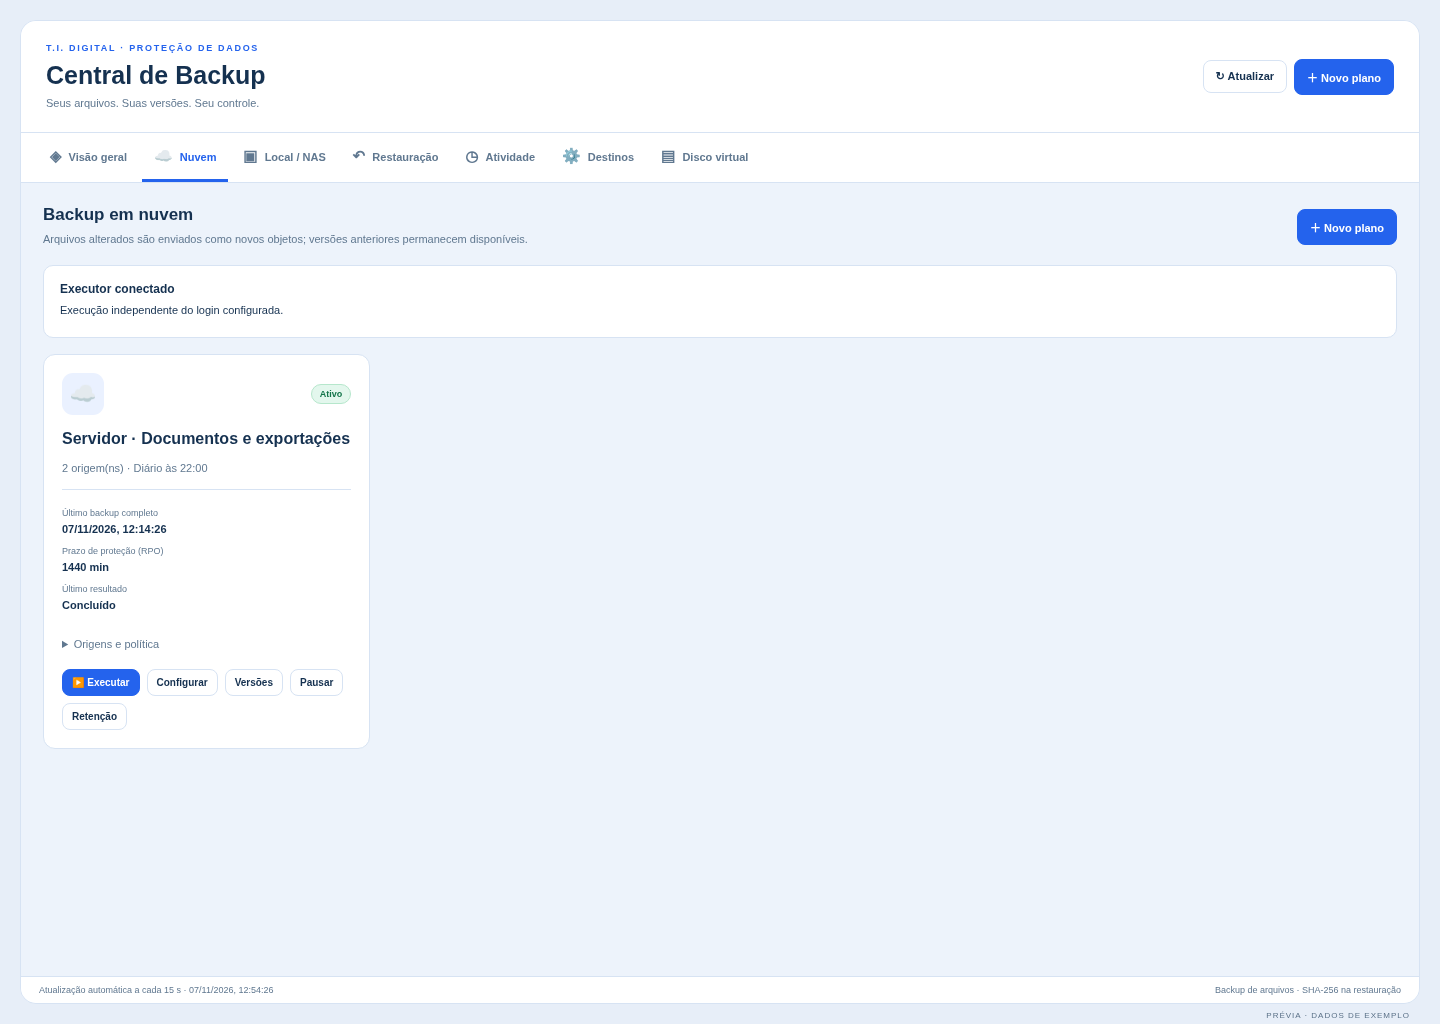 T.I. DIGITAL · PROTEÇÃO DE DADOS
Central de Backup
Seus arquivos. Suas versões. Seu controle.
↻ Atualizar
＋ Novo plano
◈ Visão geral
☁️ Nuvem
▣ Local / NAS
↶ Restauração
◷ Atividade
⚙️ Destinos
▤ Disco virtual
Backup em nuvem
Arquivos alterados são enviados como novos objetos; versões anteriores permanecem disponíveis.
＋ Novo plano
Executor conectado
Execução independente do login configurada.
Ativo
Servidor · Documentos e exportações
2 origem(ns) · Diário às 22:00
Último backup completo
07/11/2026, 12:14:26
Prazo de proteção (RPO)
1440 min
Último resultado
Concluído
▶ Origens e política
▶️ Executar
Configurar
Versões
Pausar
Retenção
Atualização automática a cada 15 s · 07/11/2026, 12:54:26
Backup de arquivos · SHA-256 na restauração
PRÉVIA · DADOS DE EXEMPLO